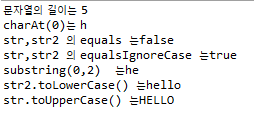 문자열의 길이는 5
charAt(0)는 h
str,str2 의 equals 는false
str,str2 의 equalsIgnoreCase 는true
substring(0,2)  는he
str2.toLowerCase() 는hello
str.toUpperCase() 는HELLO